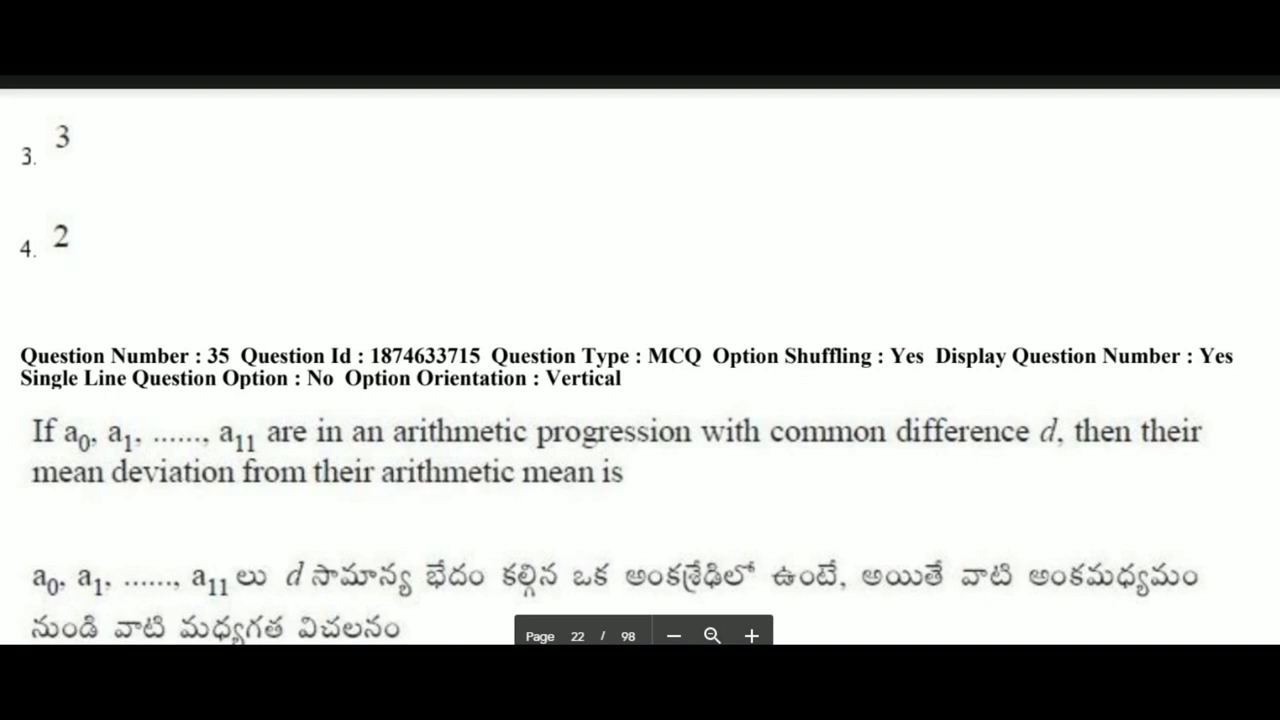 3. 3
4. 2
Question Number : 35 Question Id : 1874633715 Question Type : MCQ Option Shuffling : Yes Display Question Number : Yes
Single Line Question Option : No Option Orientation : Vertical
If a0, a1, ......, a11 are in an arithmetic progression with common difference d, then their
mean deviation from their arithmetic mean is
a0, a1, ......, a11 లు d సామాన్య భేదం కల్గిన ఒక అంకశ్రేఢిలో ఉంటే, అయితే వాటి అంకమధ్యమం
నుండి వాటి మధ్యగత విచలనం
Page 22 / 98